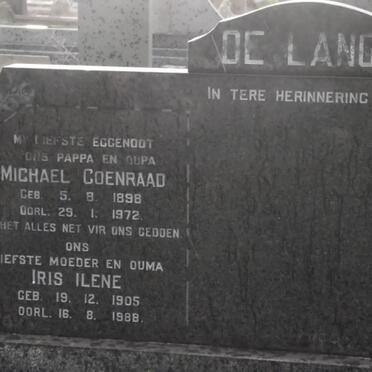 DE LANG
IN TERE HERINNERING
MY LIEFSTE EGGENOOT
ONS PAPPA EN OUPA
MICHAEL COENRAAD
GEB. 5. 9. 1898
OORL. 29. 1. 1972.
HET ALLES NET VIR ONS GEDOEN
ONS
LIEFSTE MOEDER EN OUMA
IRIS ILENE
GEB. 19. 12. 1905
OORL. 16. 8. 1988.